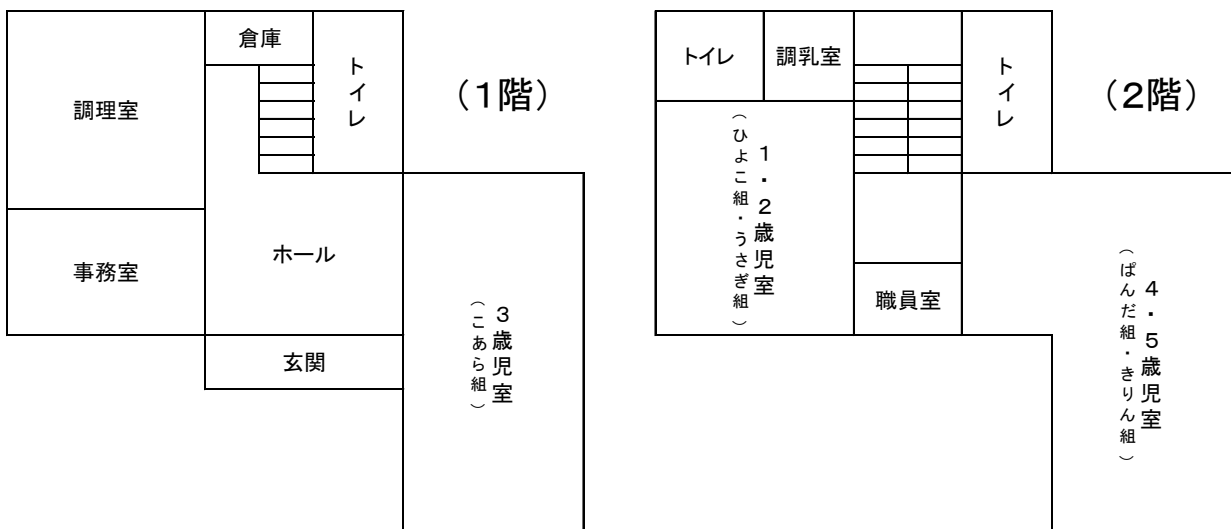 倉庫
トイレ
調理室
(1階)
事務室
ホール
玄関
3歳児室
(こあら組)
トイレ
調乳室
トイレ
(2階)
1・2歳児室
(ひよこ組・うさぎ組)
職員室
4・5歳児室
(ぱんだ組・きりん組)